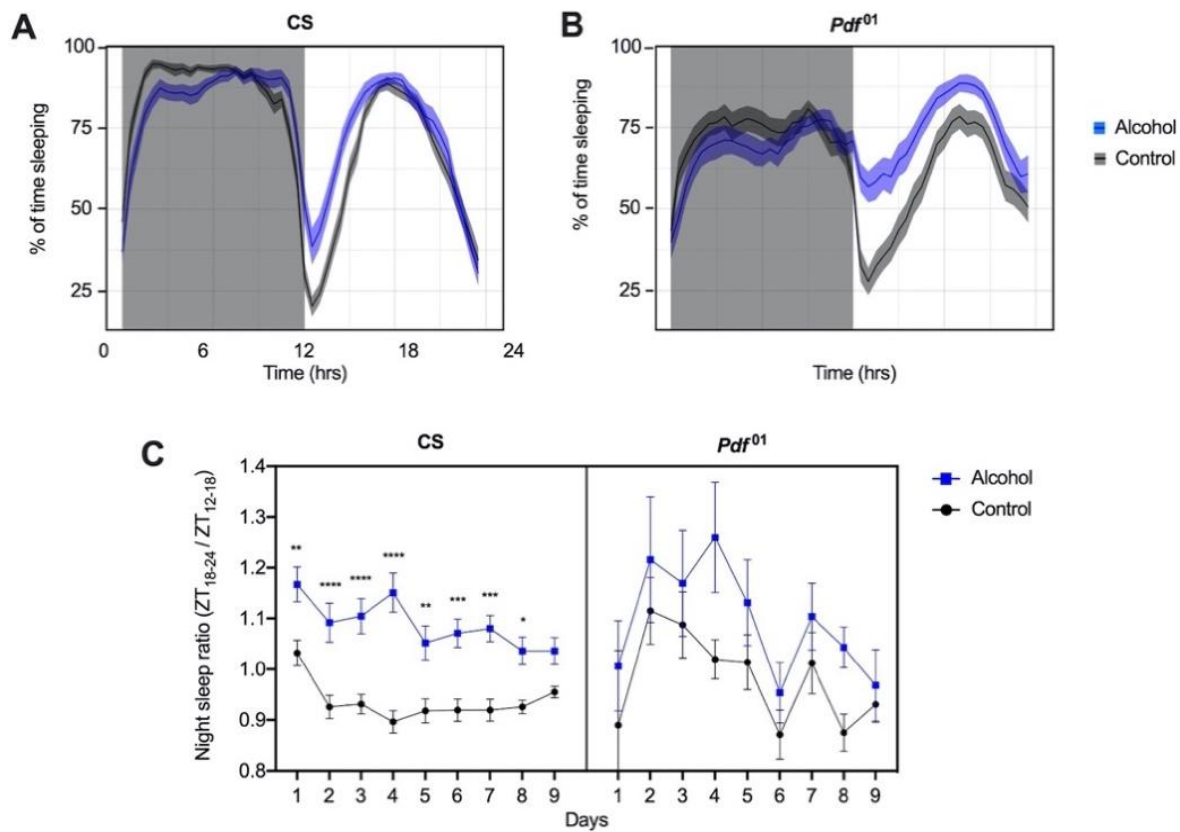 A
CS
B
Pdf01
100
75
50
25
% of time sleeping
0 6 12 18 24
Time (hrs)
100
75
50
25
% of time sleeping
Time (hrs)
Alcohol
Control
C
CS
Pdf01
Night sleep ratio (ZT18-24 / ZT12-18)
1.4
1.3
1.2
1.1
1.0
0.9
0.8
** **** **** **** ** *** *** *
1 2 3 4 5 6 7 8 9 1 2 3 4 5 6 7 8 9
Days
Alcohol
Control